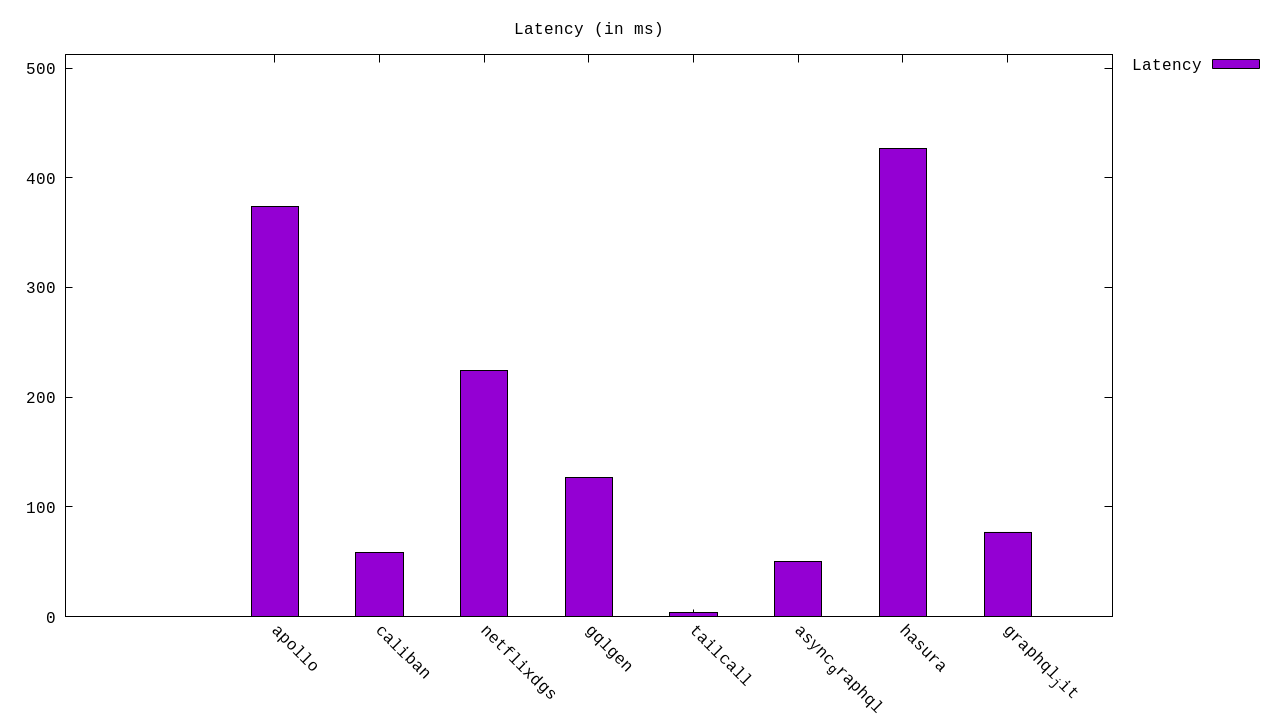 Latency (in ms)
Latency
500
400
300
200
100
0
apollo
caliban
netflixdgs
gqlgen
tailcall
async_graphql
hasura
graphql_jit